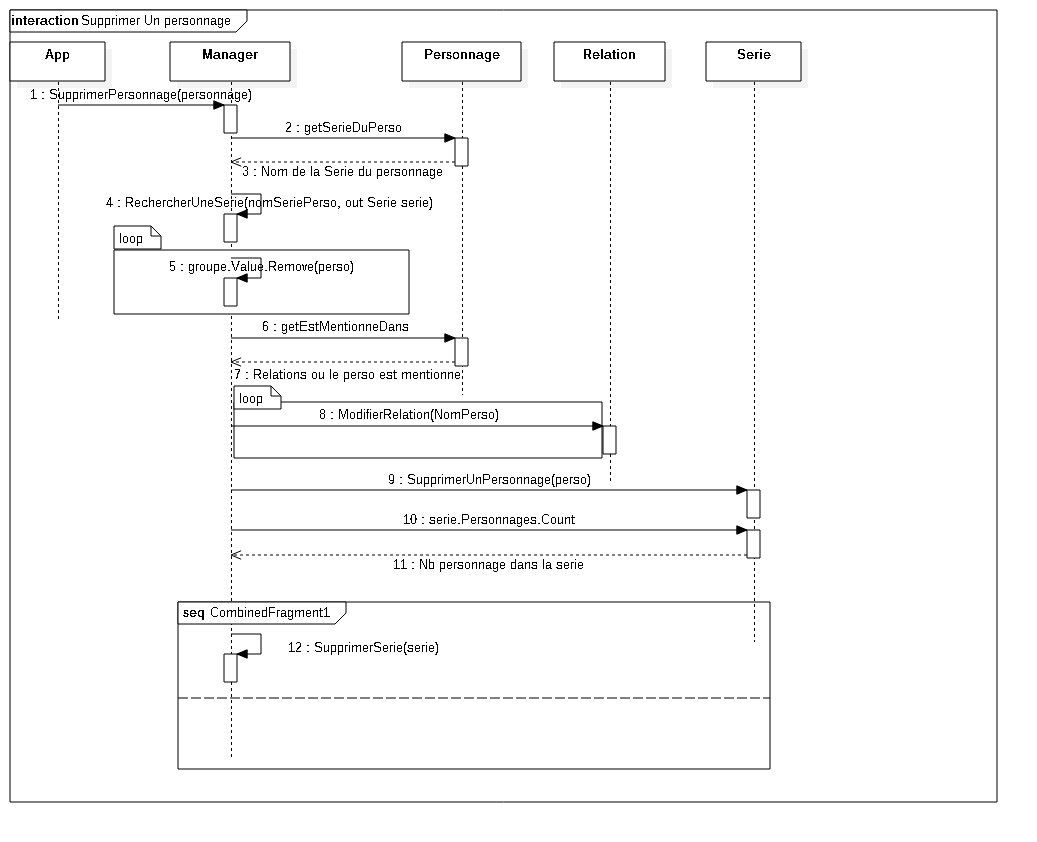 interaction Supprimer Un personnage
App Manager Personnage Relation Serie
1 : SupprimerPersonnage(personnage)
2 : getSerieDuPerso
3 : Nom de la Serie du personnage
4 : RechercherUneSerie(nomSeriePerso, out Serie serie)
loop
5 : groupe.Value.Remove(perso)
6 : getEstMentionneDans
7 : Relations ou le perso est mentionne
loop
8 : ModifierRelation(NomPerso)
9 : SupprimerUnPersonnage(perso)
10 : serie.Personnages.Count
11 : Nb personnage dans la serie
seq CombinedFragment1
12 : SupprimerSerie(serie)